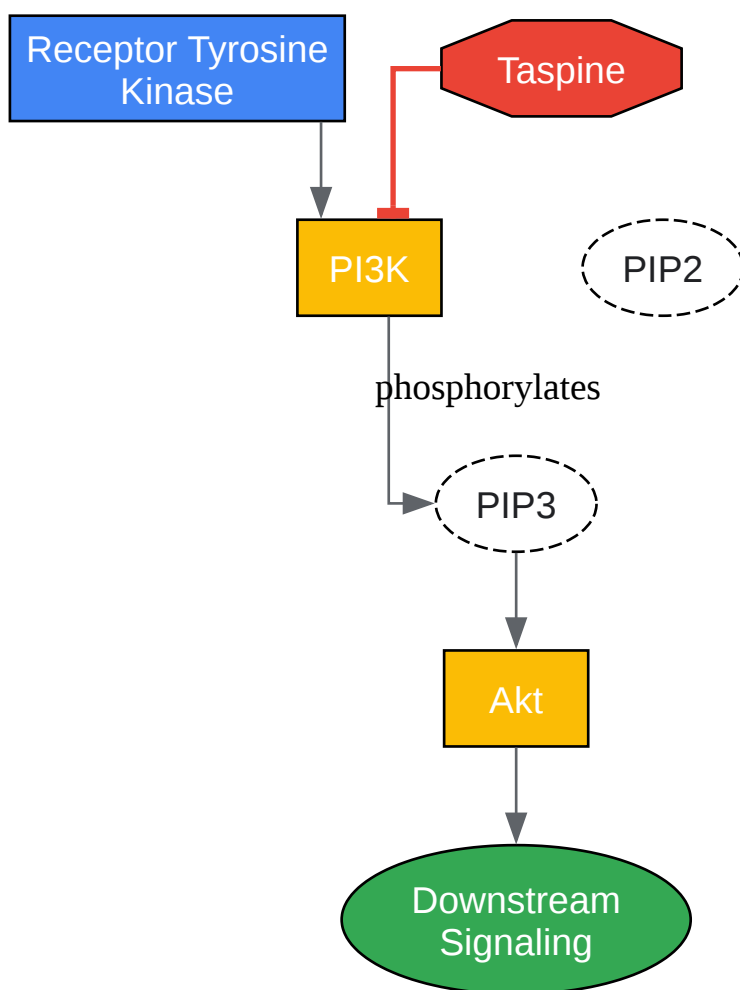 Receptor Tyrosine
Kinase
Taspine
PI3K
PIP2
phosphorylates
PIP3
Akt
Downstream
Signaling